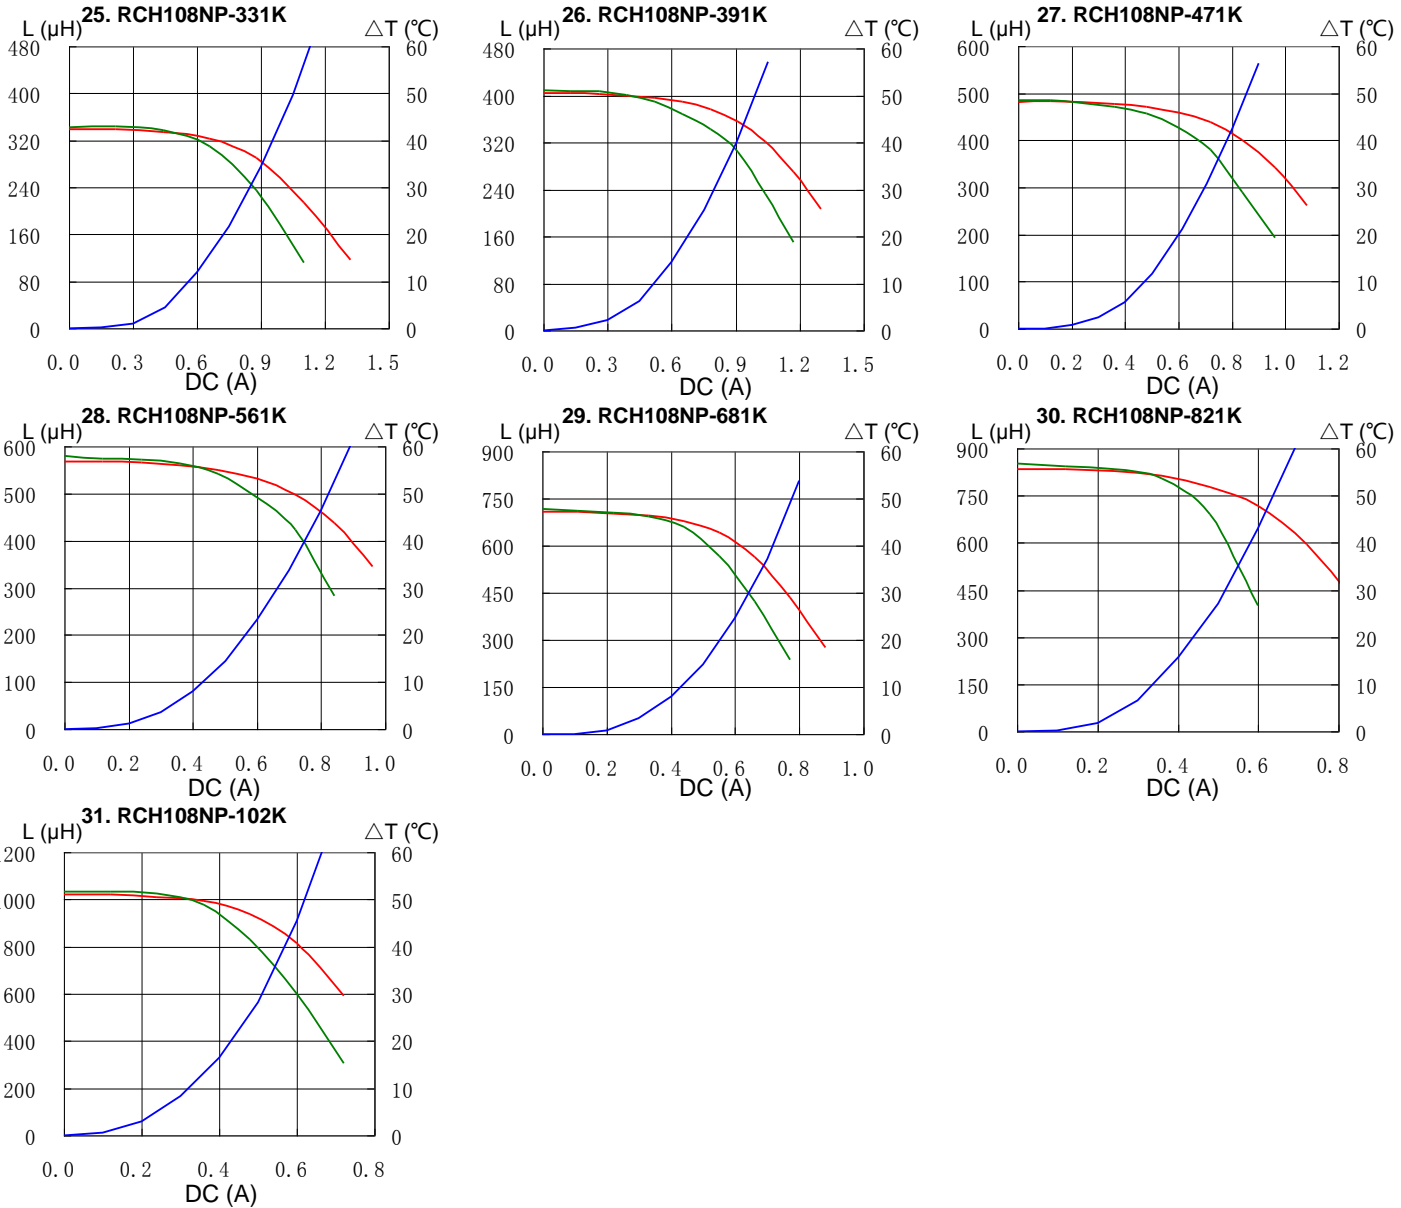 25. RCH108NP-331K
L (μH) △T (℃)
480 60
400 50
320 40
240 30
160 20
80 10
0 0
0.0 0.3 0.6 0.9 1.2 1.5
DC (A)
26. RCH108NP-391K
L (μH) △T (℃)
480 60
400 50
320 40
240 30
160 20
80 10
0 0
0.0 0.3 0.6 0.9 1.2 1.5
DC (A)
27. RCH108NP-471K
L (μH) △T (℃)
600 60
500 50
400 40
300 30
200 20
100 10
0 0
0.0 0.2 0.4 0.6 0.8 1.0 1.2
DC (A)
28. RCH108NP-561K
L (μH) △T (℃)
600 60
500 50
400 40
300 30
200 20
100 10
0 0
0.0 0.2 0.4 0.6 0.8 1.0
DC (A)
29. RCH108NP-681K
L (μH) △T (℃)
900 60
750 50
600 40
450 30
300 20
150 10
0 0
0.0 0.2 0.4 0.6 0.8 1.0
DC (A)
30. RCH108NP-821K
L (μH) △T (℃)
900 60
750 50
600 40
450 30
300 20
150 10
0 0
0.0 0.2 0.4 0.6 0.8
DC (A)
31. RCH108NP-102K
L (μH) △T (℃)
1200 60
1000 50
800 40
600 30
400 20
200 10
0 0
0.0 0.2 0.4 0.6 0.8
DC (A)